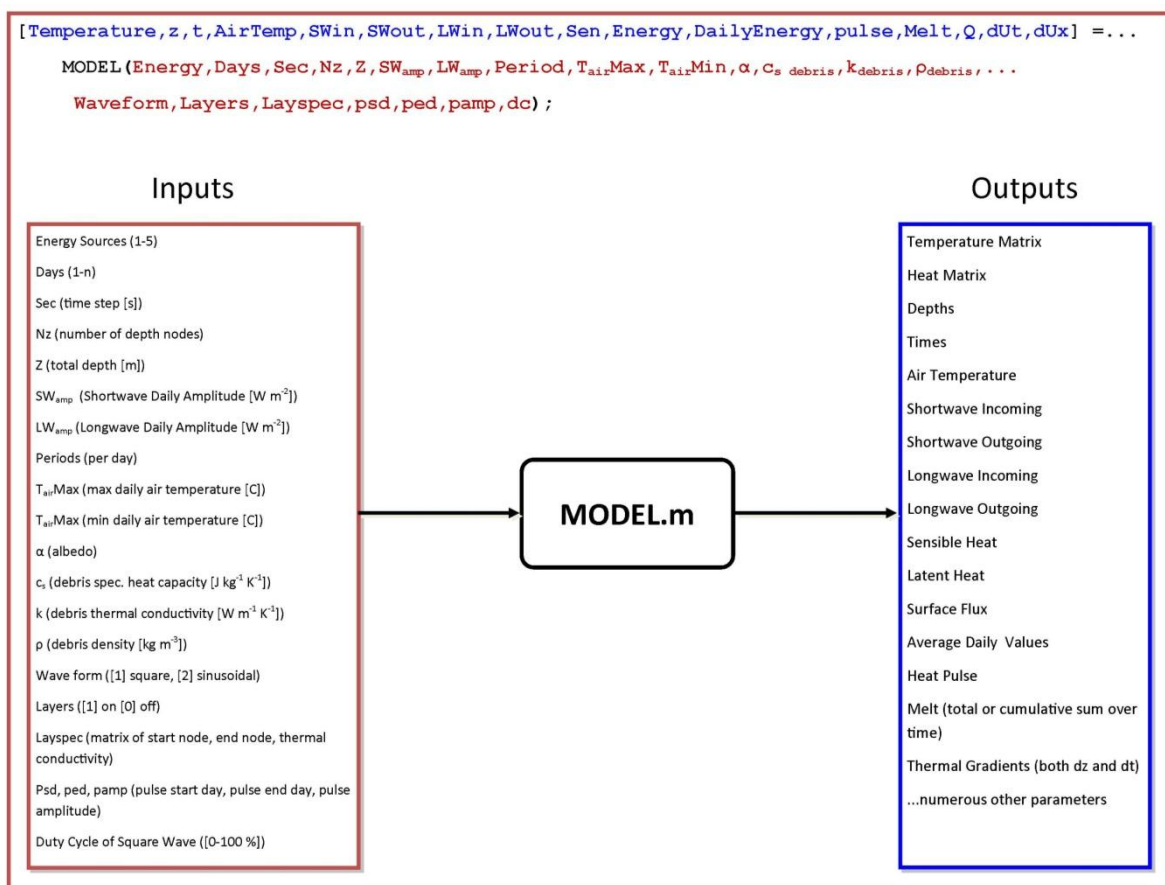 [Temperature,z,t,AirTemp,SWin,SWout,LWin,LWout,Sen,Energy,DailyEnergy,pulse,Melt,Q,dUt,dUx] =...
MODEL(Energy,Days,Sec,Nz,Z,SWamp,LWamp,Period,TairMax,TairMin,α,cs debris,kdebris,ρdebris,...
Waveform,Layers,Layspec,psd,ped,pamp,dc);
Inputs
Energy Sources (1-5)
Days (1-n)
Sec (time step [s])
Nz (number of depth nodes)
Z (total depth [m])
SWamp (Shortwave Daily Amplitude [W m-2])
LWamp (Longwave Daily Amplitude [W m-2])
Periods (per day)
TairMax (max daily air temperature [C])
TairMax (min daily air temperature [C])
α (albedo)
cs (debris spec. heat capacity [J kg-1 K-1])
k (debris thermal conductivity [W m-1 K-1])
ρ (debris density [kg m-3])
Wave form ([1] square, [2] sinusoidal)
Layers ([1] on [0] off)
Layspec (matrix of start node, end node, thermal
conductivity)
Psd, ped, pamp (pulse start day, pulse end day, pulse
amplitude)
Duty Cycle of Square Wave ([0-100 %])
MODEL.m
Outputs
Temperature Matrix
Heat Matrix
Depths
Times
Air Temperature
Shortwave Incoming
Shortwave Outgoing
Longwave Incoming
Longwave Outgoing
Sensible Heat
Latent Heat
Surface Flux
Average Daily Values
Heat Pulse
Melt (total or cumulative sum over
time)
Thermal Gradients (both dz and dt)
...numerous other parameters